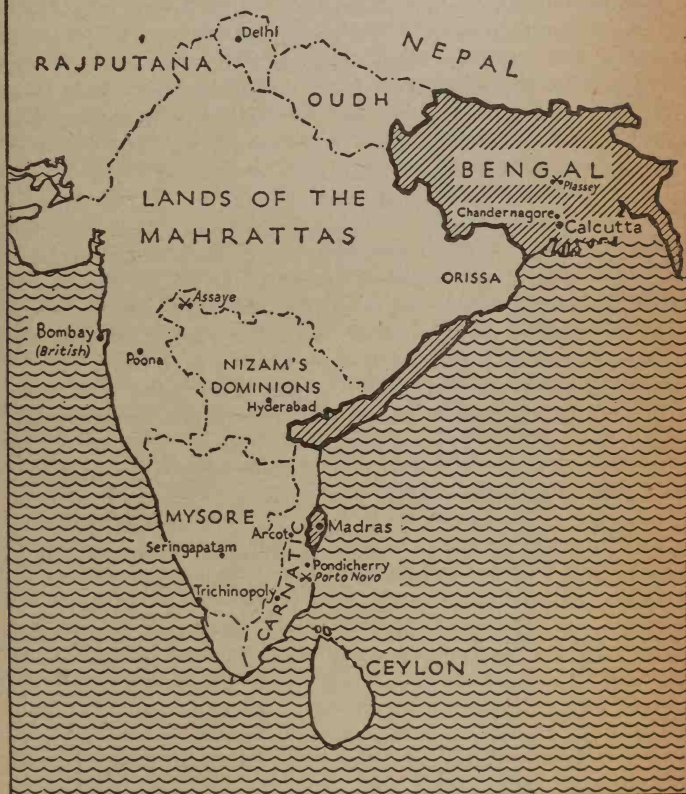 Delhi
RAJPUTANA
NEPAL
OUDH
BENGAL
Plassey
Chandernagore
Calcutta
LANDS OF THE
MAHRATTAS
ORISSA
Assaye
Bombay
(British)
Poona
NIZAM'S
DOMINIONS
Hyderabad
MYSORE
Arcot
Madras
Seringapatam
CARNATIC
Pondicherry
Porto Novo
Trichinopoly
CEYLON